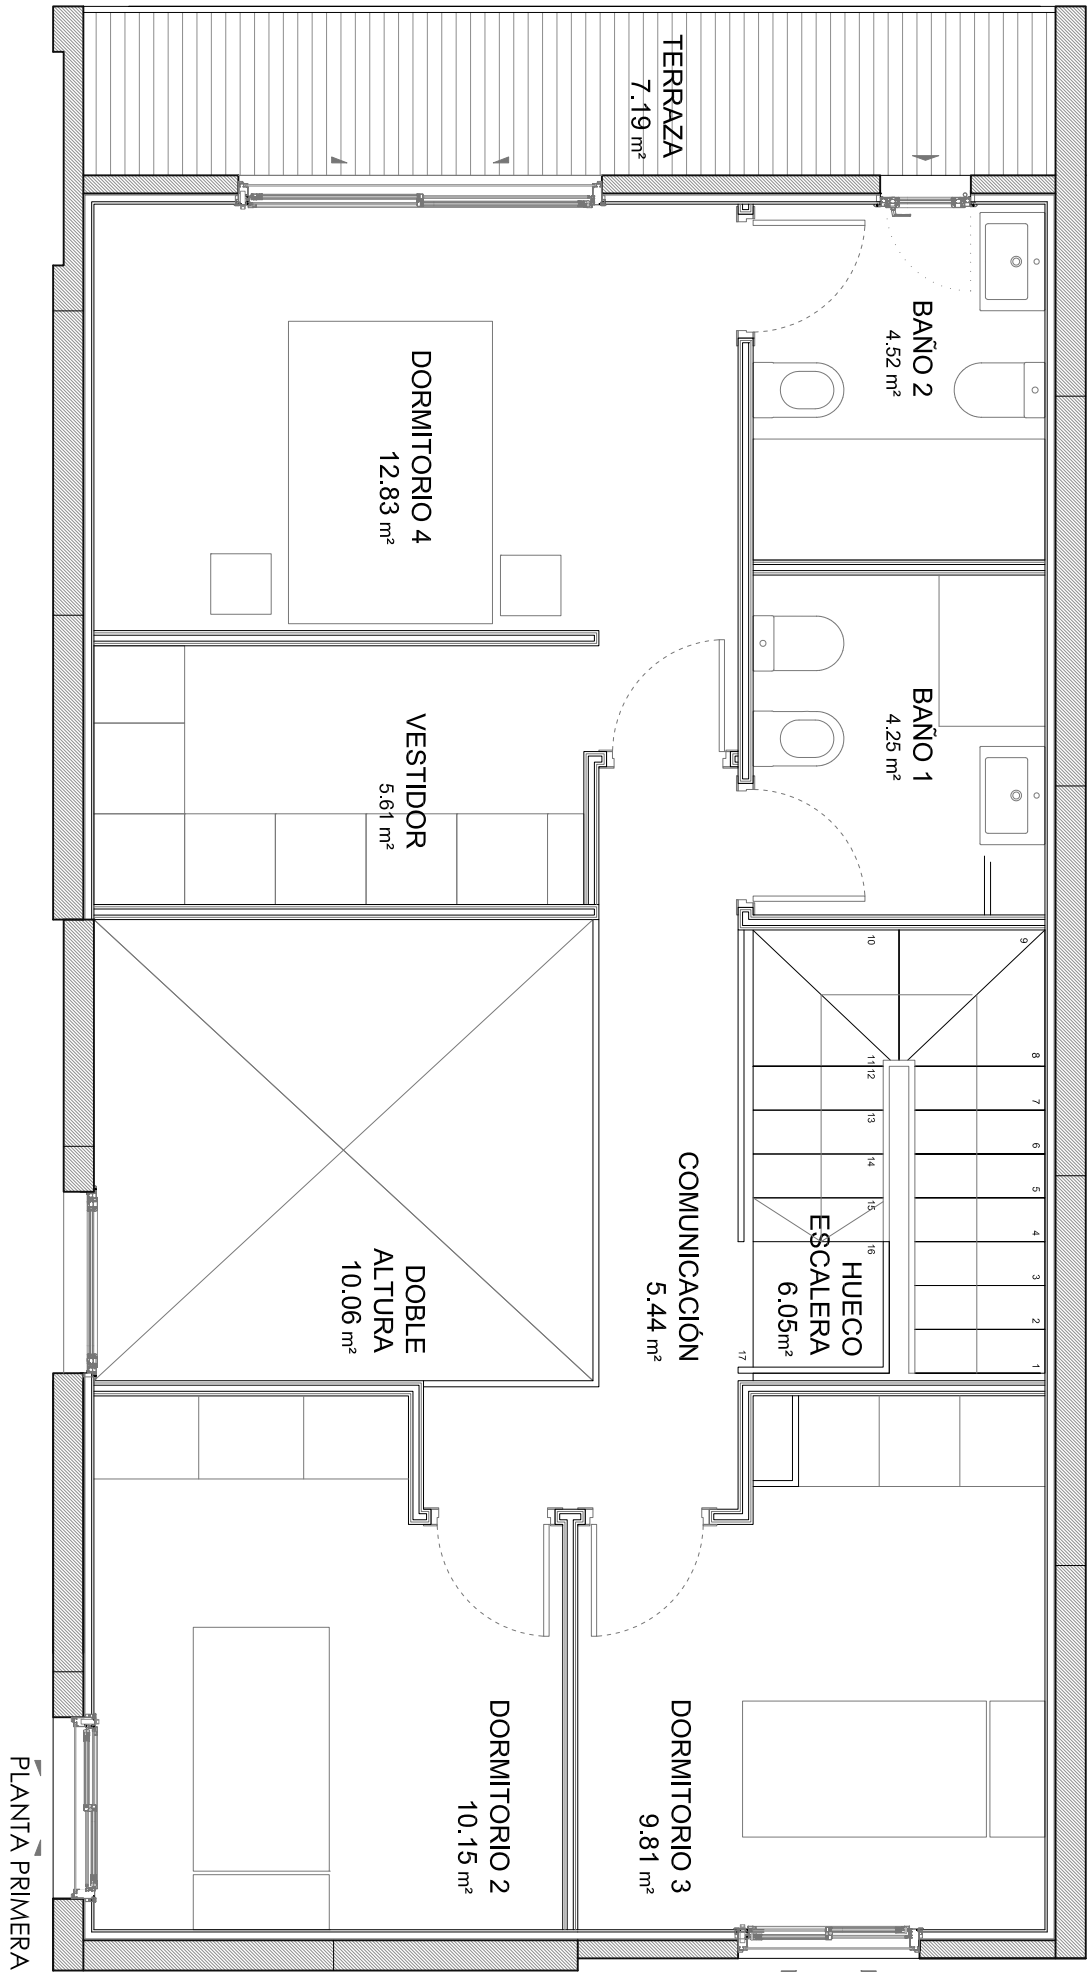 TERRAZA
7.19 m²
BAÑO 2
4.52 m²
DORMITORIO 4
12.83 m²
BAÑO 1
4.25 m²
VESTIDOR
5.61 m²
9
10
8
11
12
7
13
6
14
5
15
4
16
3
2
1
17
HUECO
ESCALERA
6.05m²
COMUNICACIÓN
5.44 m²
DOBLE
ALTURA
10.06 m²
DORMITORIO 3
9.81 m²
DORMITORIO 2
10.15 m²
PLANTA PRIMERA